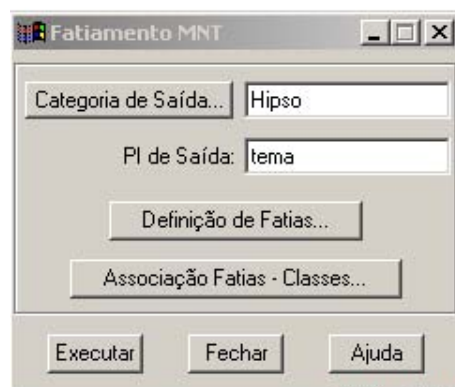 Fatiamento MNT
Categoria de Saída... Hipso
PI de Saída: tema
Definição de Fatias...
Associação Fatias - Classes...
Executar Fechar Ajuda